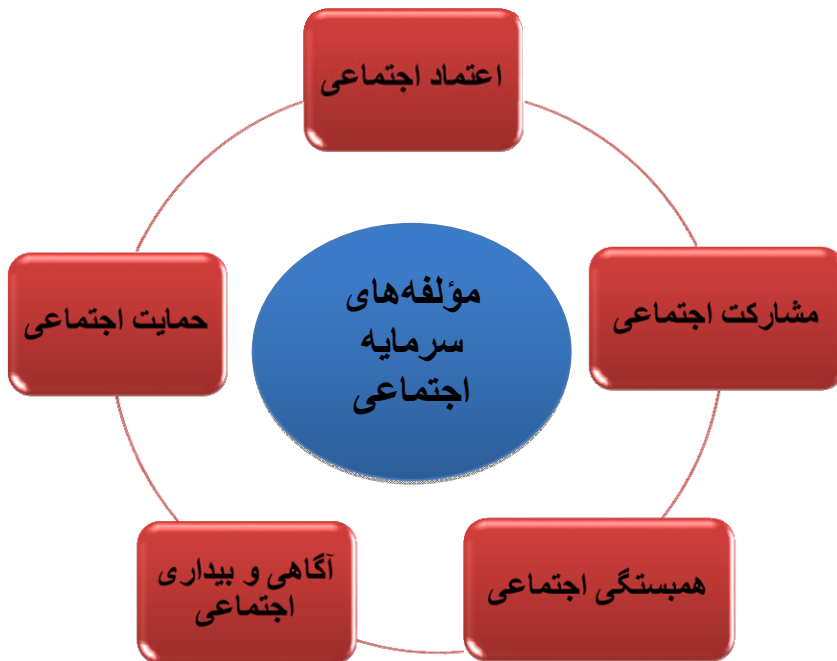 اعتماد اجتماعی
مشارکت اجتماعی
همبستگی اجتماعی
آگاهی و بیداری
اجتماعی
حمایت اجتماعی
مؤلفه‌های
سرمایه
اجتماعی